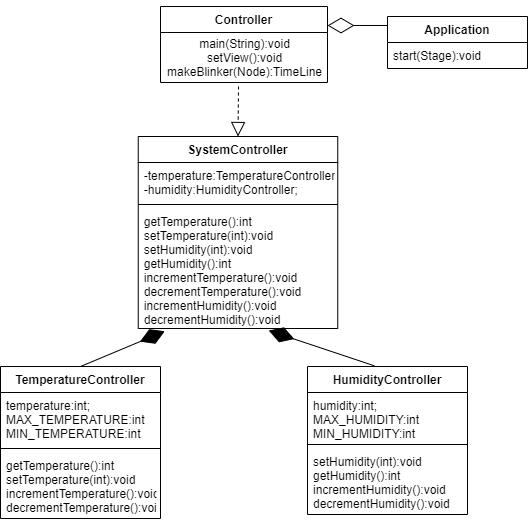 Controller
main(String):void
setView():void
makeBlinker(Node):TimeLine
Application
start(Stage):void
SystemController
-temperature:TemperatureController
-humidity:HumidityController;
getTemperature():int
setTemperature(int):void
setHumidity(int):void
getHumidity():int
incrementTemperature():void
decrementTemperature():void
incrementHumidity():void
decrementHumidity():void
TemperatureController
temperature:int;
MAX_TEMPERATURE:int
MIN_TEMPERATURE:int
getTemperature():int
setTemperature(int):void
incrementTemperature():voic
decrementTemperature():voi
HumidityController
humidity:int;
MAX_HUMIDITY:int
MIN_HUMIDITY:int
setHumidity(int):void
getHumidity():int
incrementHumidity():void
decrementHumidity():void